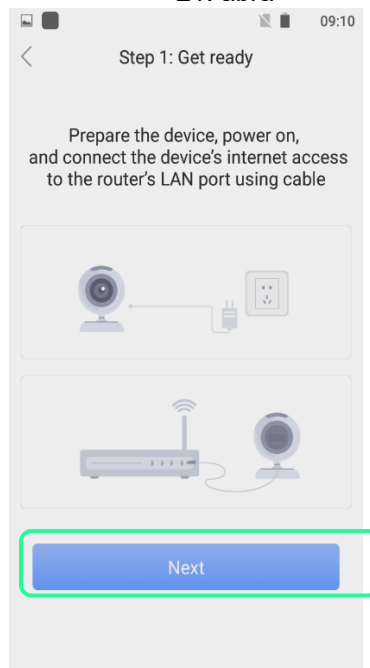 09:10
Step 1: Get ready
Prepare the device, power on,
and connect the device's internet access
to the router's LAN port using cable
Next